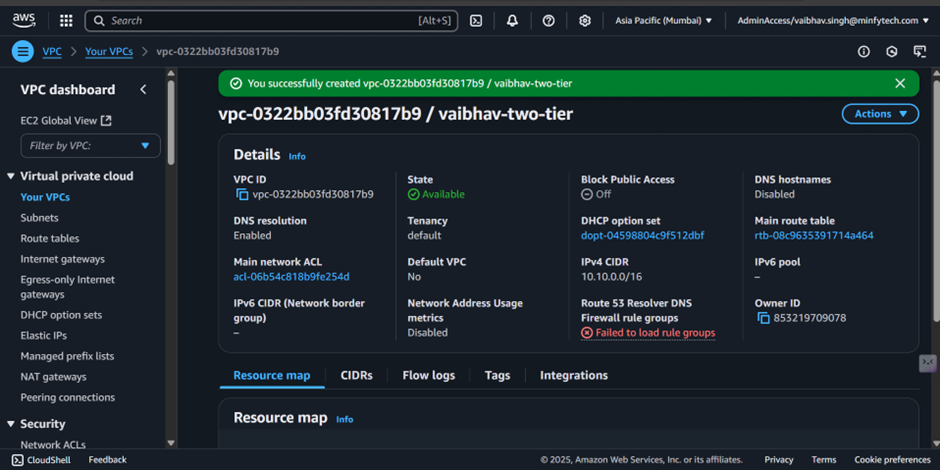 aws
Search [Alt+S]
Asia Pacific (Mumbai) ▼
AdminAccess/vaibhav.singh@minfytech.com ▼
VPC > Your VPCs > vpc-0322bb03fd30817b9
VPC dashboard
EC2 Global View
Filter by VPC:
Virtual private cloud
Your VPCs
Subnets
Route tables
Internet gateways
Egress-only Internet
gateways
DHCP option sets
Elastic IPs
Managed prefix lists
NAT gateways
Peering connections
Security
Network ACLs
You successfully created vpc-0322bb03fd30817b9 / vaibhav-two-tier
vpc-0322bb03fd30817b9 / vaibhav-two-tier
Actions ▼
Details Info
VPC ID
vpc-0322bb03fd30817b9
State
Available
Block Public Access
Off
DNS hostnames
Disabled
DNS resolution
Enabled
Tenancy
default
DHCP option set
dopt-04598804c9f512dbf
Main route table
rtb-08c9635391714a464
Main network ACL
acl-06b54c818b9fe254d
Default VPC
No
IPv4 CIDR
10.10.0.0/16
IPv6 pool
–
IPv6 CIDR (Network border
group)
–
Network Address Usage
metrics
Disabled
Route 53 Resolver DNS
Firewall rule groups
Failed to load rule groups
Owner ID
853219709078
Resource map
CIDRs
Flow logs
Tags
Integrations
Resource map Info
CloudShell
Feedback
© 2025, Amazon Web Services, Inc. or its affiliates.
Privacy
Terms
Cookie preferences